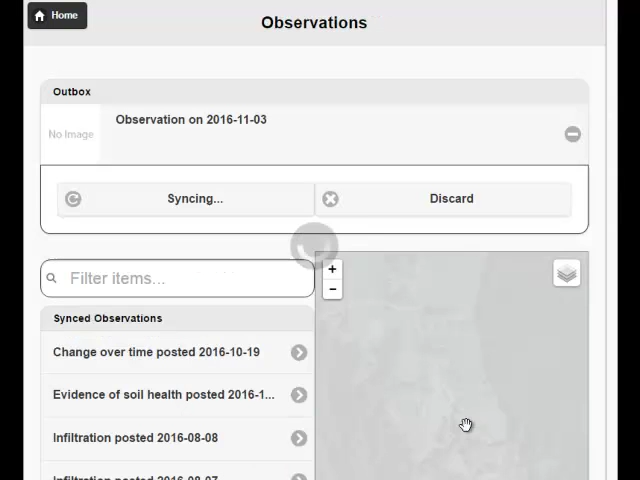 Home
Observations
Outbox
No Image
Observation on 2016-11-03
Syncing...
Discard
Filter items...
+
−
Synced Observations
Change over time posted 2016-10-19
Evidence of soil health posted 2016-1...
Infiltration posted 2016-08-08
Infiltration posted 2016-08-07